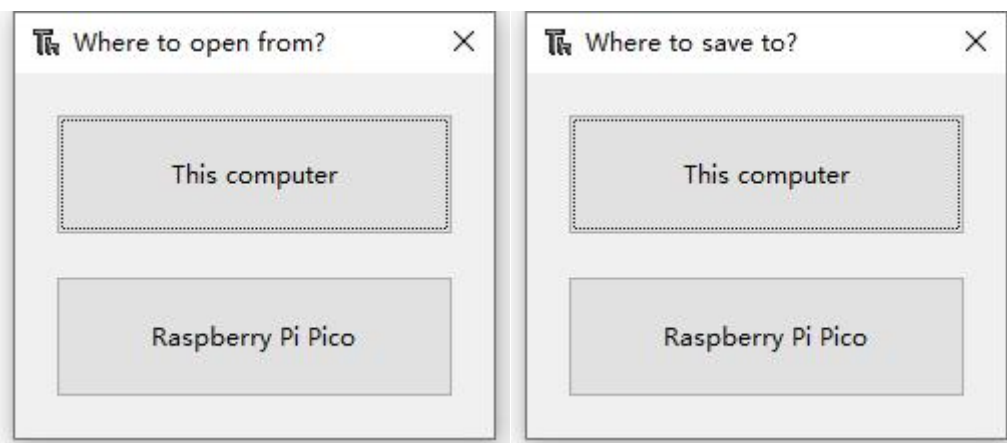 Where to open from?
This computer
Raspberry Pi Pico
Where to save to?
This computer
Raspberry Pi Pico